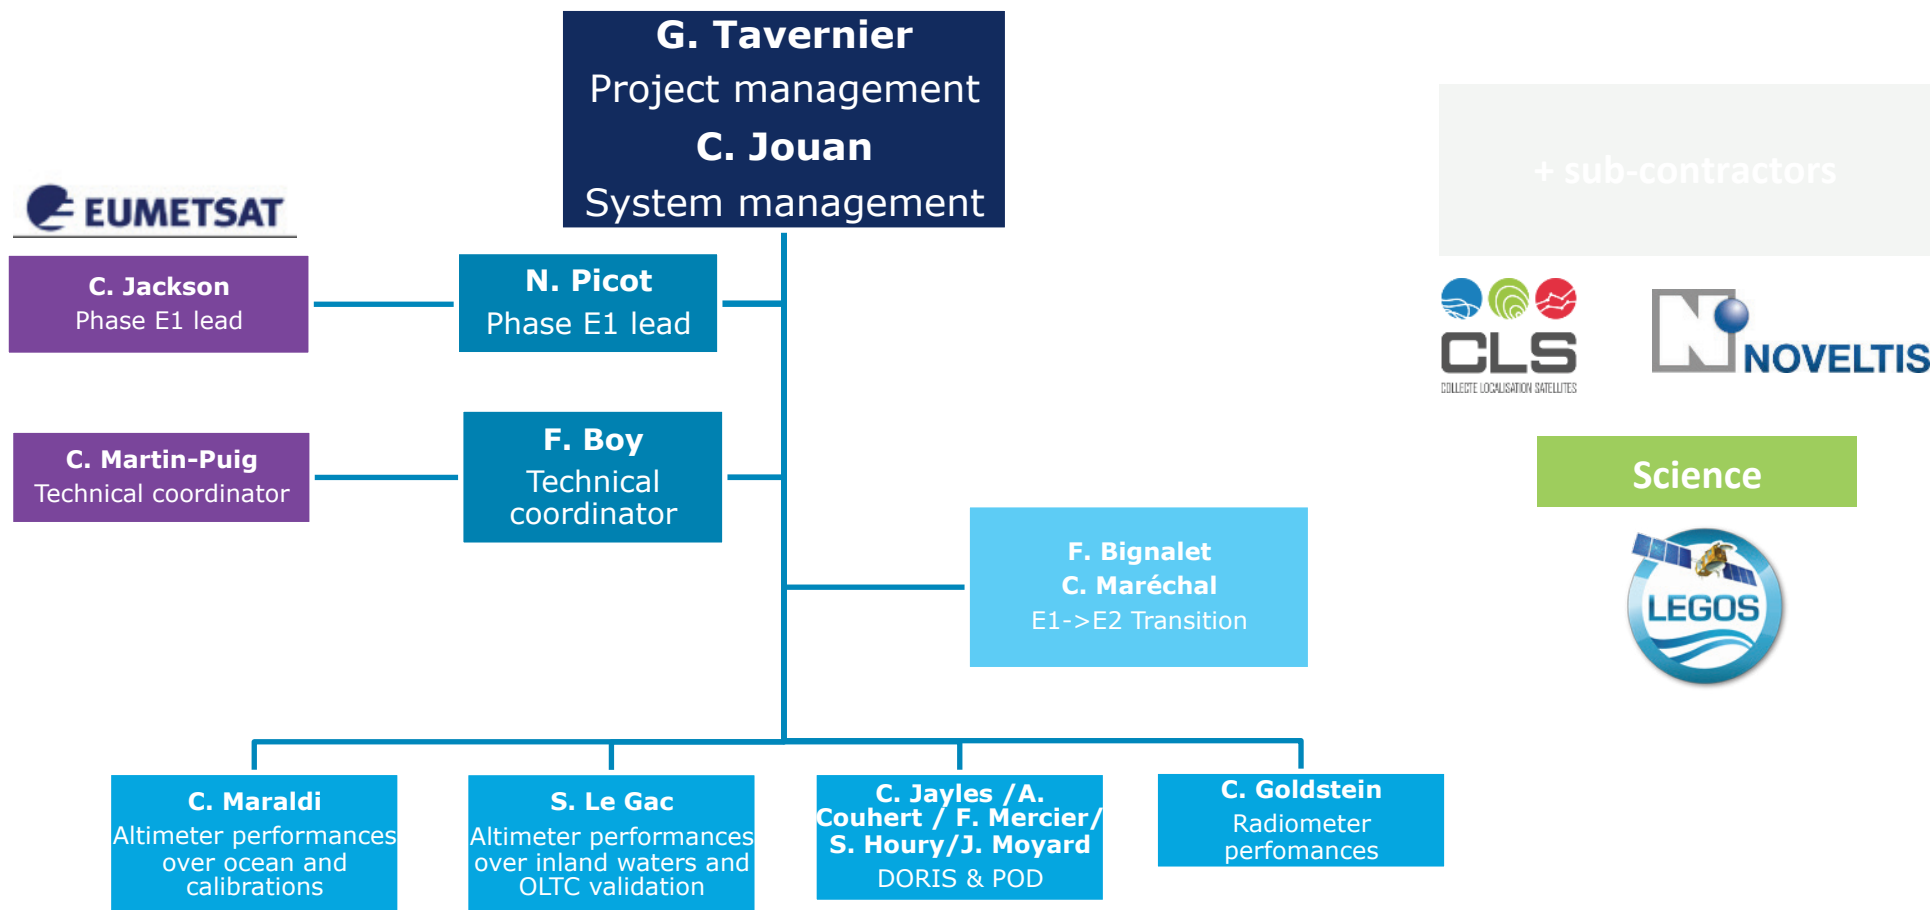 G. Tavernier
Project management
C. Jouan
System management
+ sub-contractors
EUMETSAT
C. Jackson
Phase E1 lead
N. Picot
Phase E1 lead
CLS
COLLECTE LOCALISATION SATELLITES
N
NOVELTIS
C. Martin-Puig
Technical coordinator
F. Boy
Technical
coordinator
Science
F. Bignalet
C. Maréchal
E1->E2 Transition
LEGOS
C. Maraldi
Altimeter performances
over ocean and
calibrations
S. Le Gac
Altimeter performances
over inland waters and
OLTC validation
C. Jayles /A.
Couhert / F. Mercier/
S. Houry/J. Moyard
DORIS & POD
C. Goldstein
Radiometer
perfomances